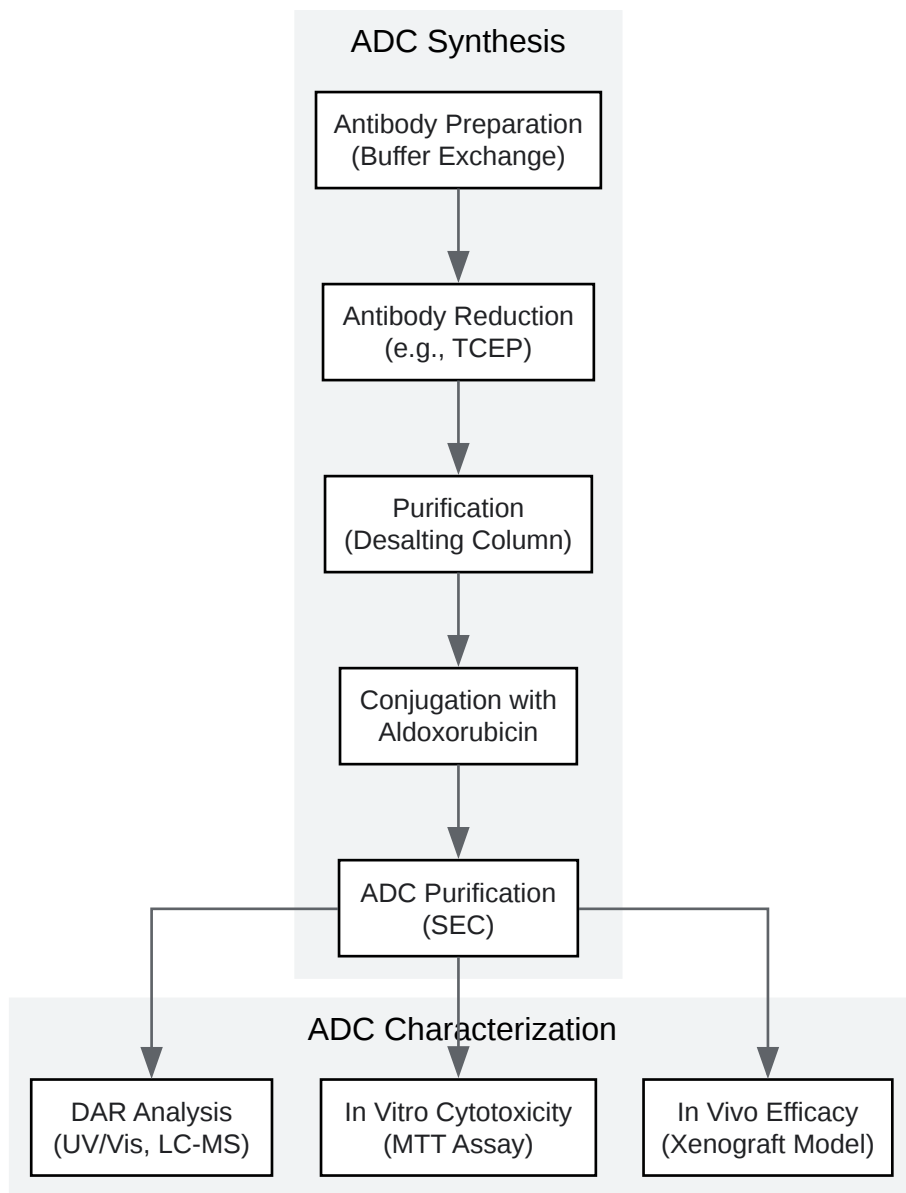 ADC Synthesis
Antibody Preparation
(Buffer Exchange)
Antibody Reduction
(e.g., TCEP)
Purification
(Desalting Column)
Conjugation with
Aldoxorubicin
ADC Purification
(SEC)
ADC Characterization
DAR Analysis
(UV/Vis, LC-MS)
In Vitro Cytotoxicity
(MTT Assay)
In Vivo Efficacy
(Xenograft Model)